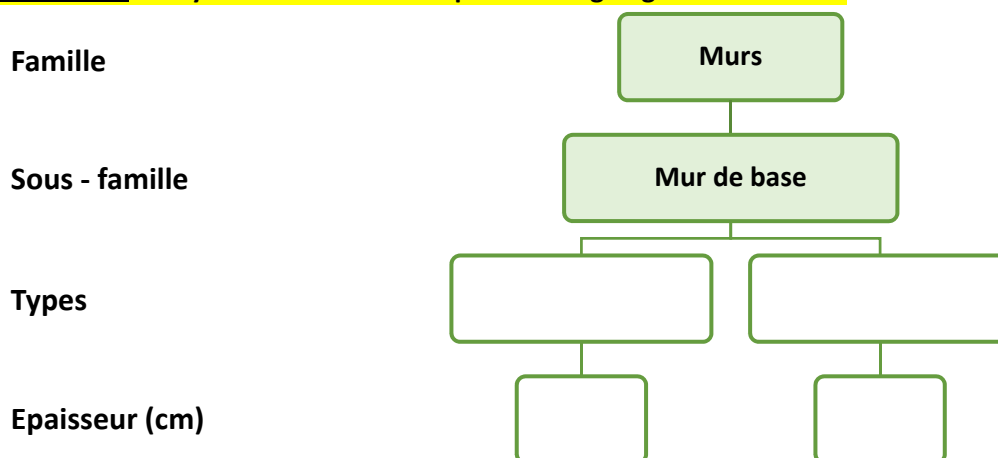 Famille
Murs
Sous - famille
Mur de base
Types
Epaisseur (cm)